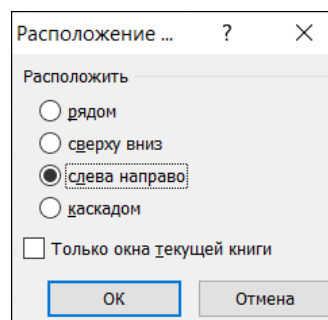 Расположение ... ?
Расположить
рядом
сверху вниз
слева направо
каскадом
Только окна текущей книги
ОК Отмена